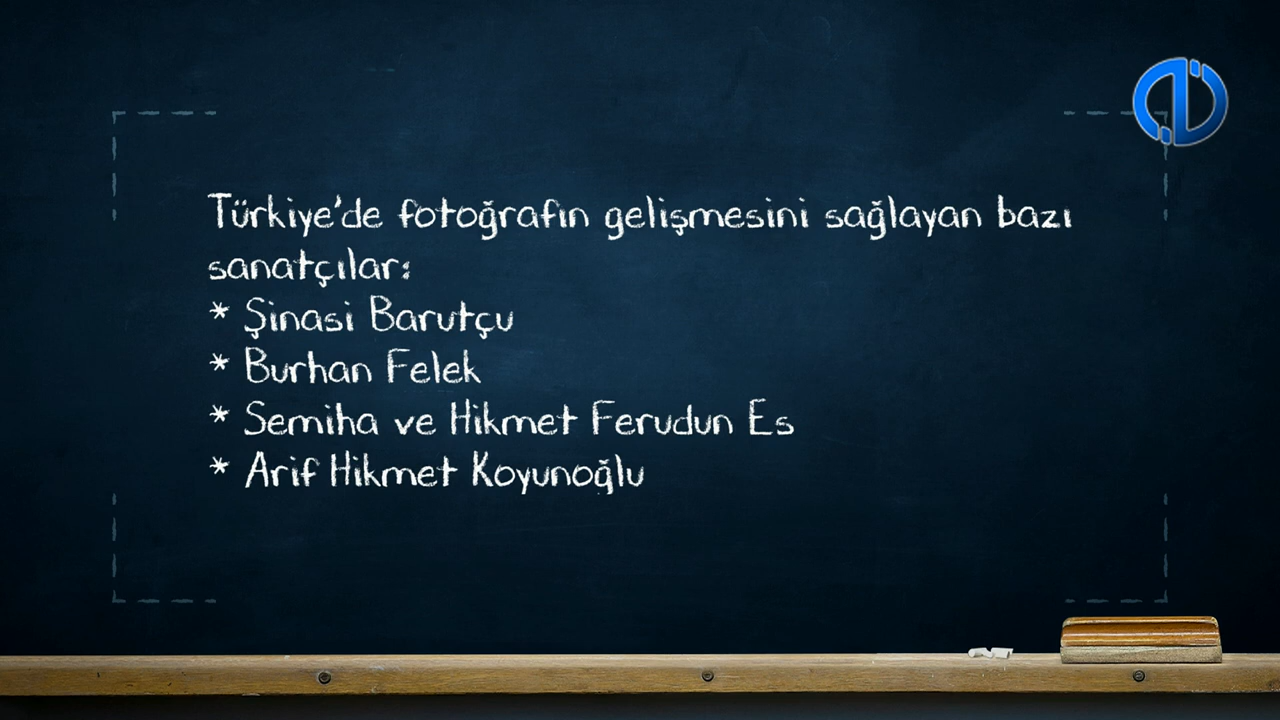 Türkiye'de fotoğrafın gelişmesini sağlayan bazı
sanatçılar:
* Şinasi Barutçu
* Burhan Felek
* Semiha ve Hikmet Ferudun Es
* Arif Hikmet Koyunoğlu